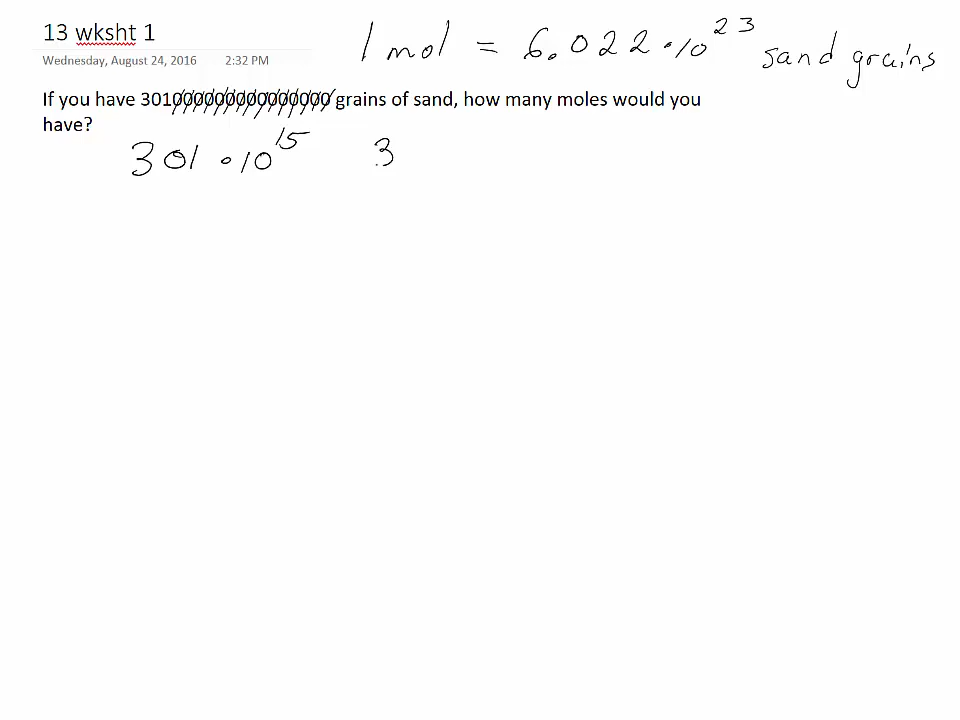 13 wksht 1
1 mol = 6.022 · 10^23 sand grains
Wednesday, August 24, 2016 2:32 PM
If you have 301000000000000000 grains of sand, how many moles would you
have?
301 · 10^15 3